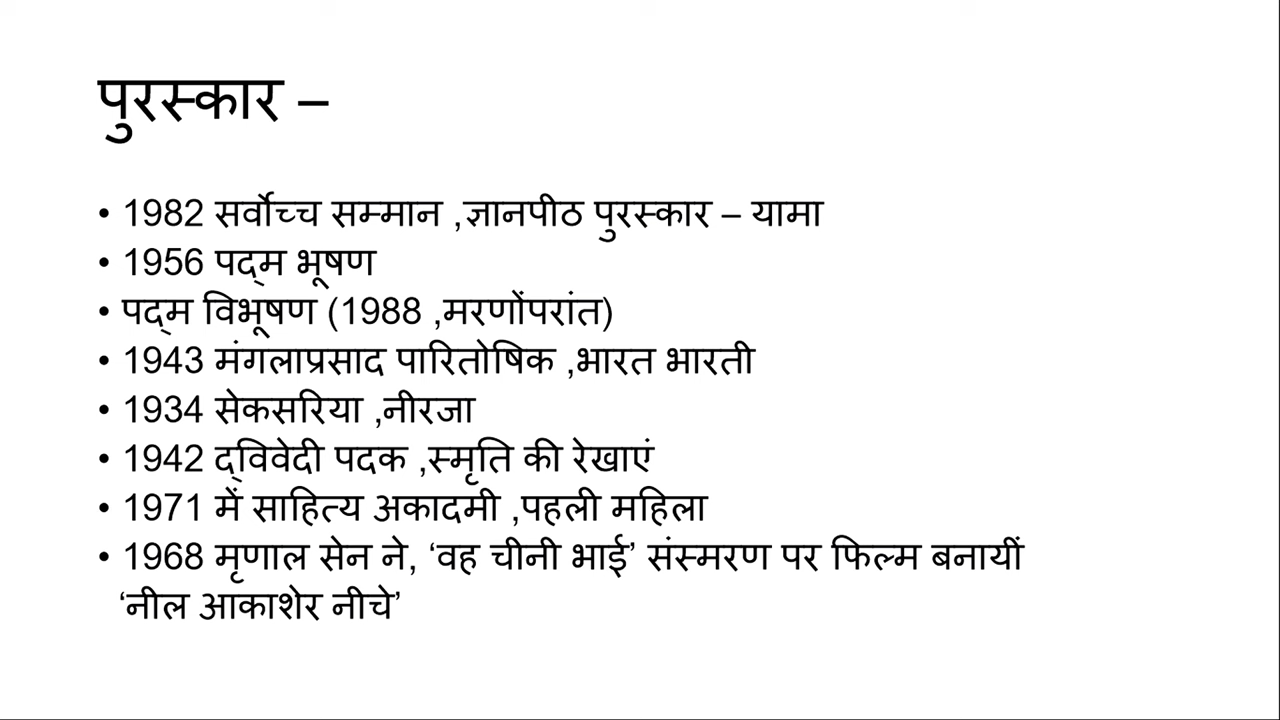 पुरस्कार –
• 1982 सर्वोच्च सम्मान ,ज्ञानपीठ पुरस्कार – यामा
• 1956 पद्म भूषण
• पद्म विभूषण (1988 ,मरणोंपरांत)
• 1943 मंगलाप्रसाद पारितोषिक ,भारत भारती
• 1934 सेकसरिया ,नीरजा
• 1942 द्विवेदी पदक ,स्मृति की रेखाएं
• 1971 में साहित्य अकादमी ,पहली महिला
• 1968 मृणाल सेन ने, ‘वह चीनी भाई’ संस्मरण पर फिल्म बनायीं
‘नील आकाशेर नीचे’